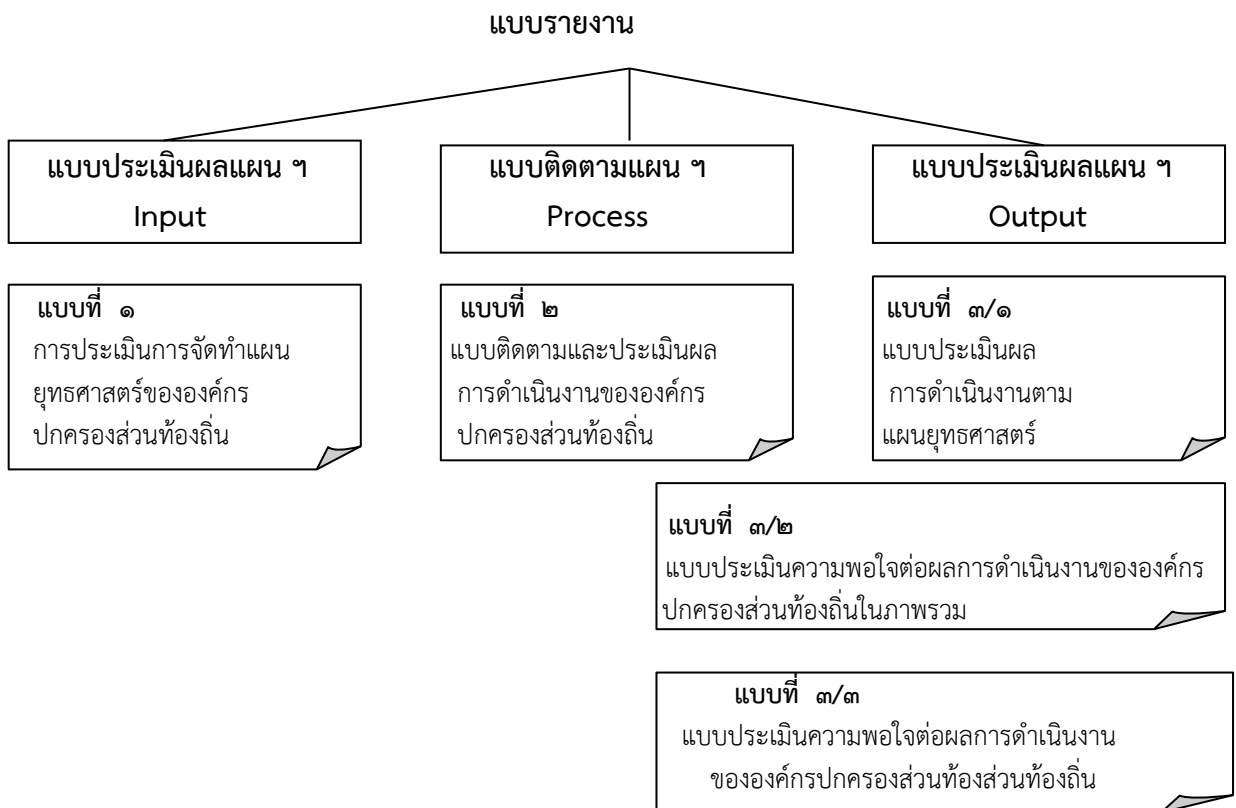 แบบรายงาน
แบบประเมินผลแผน ฯ
Input
แบบติดตามแผน ฯ
Process
แบบประเมินผลแผน ฯ
Output
แบบที่ ๑
การประเมินการจัดทำแผน
ยุทธศาสตร์ขององค์กร
ปกครองส่วนท้องถิ่น
แบบที่ ๒
แบบติดตามและประเมินผล
การดำเนินงานขององค์กร
ปกครองส่วนท้องถิ่น
แบบที่ ๓/๑
แบบประเมินผล
การดำเนินงานตาม
แผนยุทธศาสตร์
แบบที่ ๓/๒
แบบประเมินความพอใจต่อผลการดำเนินงานขององค์กร
ปกครองส่วนท้องถิ่นในภาพรวม
แบบที่ ๓/๓
แบบประเมินความพอใจต่อผลการดำเนินงาน
ขององค์กรปกครองส่วนท้องส่วนท้องถิ่น